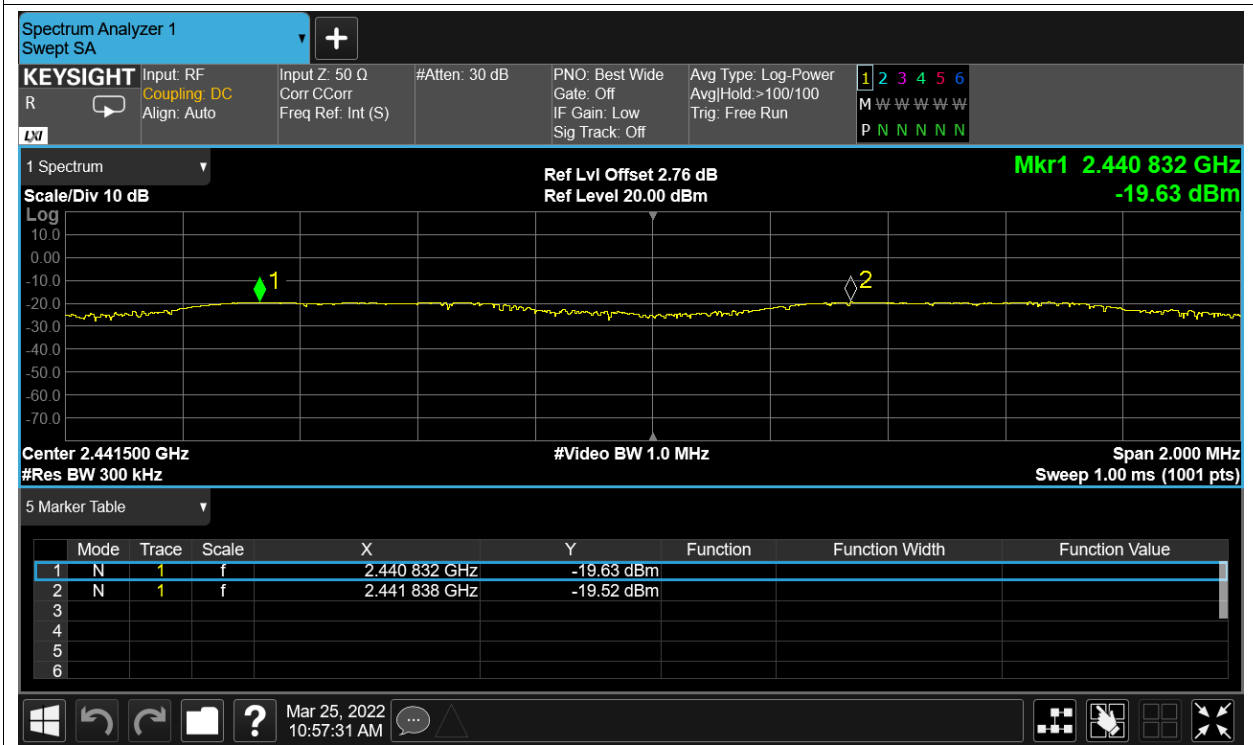 Spectrum Analyzer 1
Swept SA
KEYSIGHT Input: RF Input Z: 50 Ω #Atten: 30 dB PNO: Best Wide Avg Type: Log-Power 1 2 3 4 5 6
R Coupling: DC Corr CCorr Gate: Off Avg|Hold:>100/100 M W W W W W
Align: Auto Freq Ref: Int (S) IF Gain: Low Trig: Free Run
LXI Sig Track: Off P N N N N N
1 Spectrum Ref Lvl Offset 2.76 dB Mkr1 2.440 832 GHz
Scale/Div 10 dB Ref Level 20.00 dBm -19.63 dBm
Log
10.0
0.00
-10.0 1 2
-20.0
-30.0
-40.0
-50.0
-60.0
-70.0
Center 2.441500 GHz #Video BW 1.0 MHz Span 2.000 MHz
#Res BW 300 kHz Sweep 1.00 ms (1001 pts)
5 Marker Table
Mode Trace Scale X Y Function Function Width Function Value
1 N 1 f 2.440 832 GHz -19.63 dBm
2 N 1 f 2.441 838 GHz -19.52 dBm
3
4
5
6
? Mar 25, 2022
10:57:31 AM